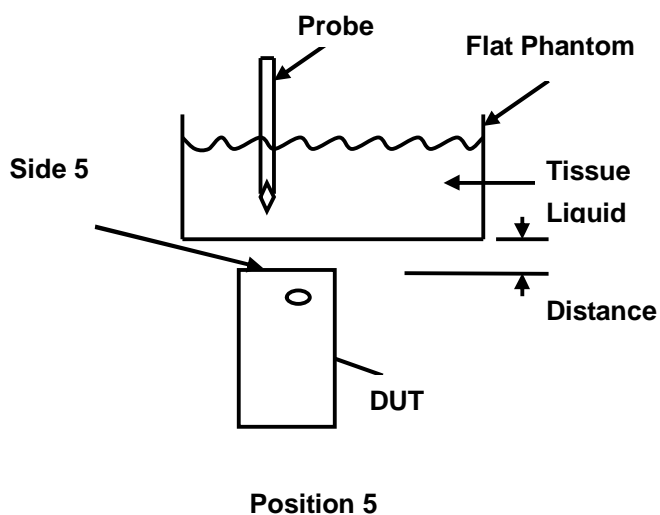 Probe
Flat Phantom
Side 5
Tissue
Liquid
Distance
DUT
Position 5